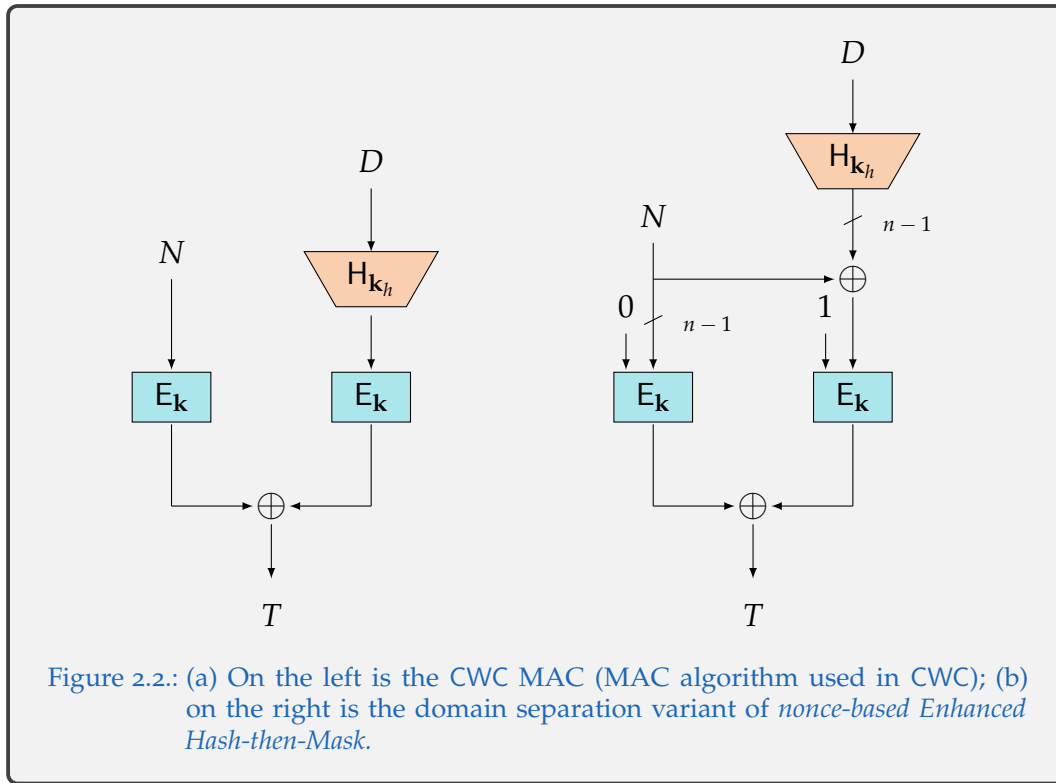 D
D
H_{k_h}
n − 1
N
N
H_{k_h}
0
n − 1
1
E_k
E_k
E_k
E_k
T
T
Figure 2.2.: (a) On the left is the CWC MAC (MAC algorithm used in CWC); (b)
on the right is the domain separation variant of nonce-based Enhanced
Hash-then-Mask.